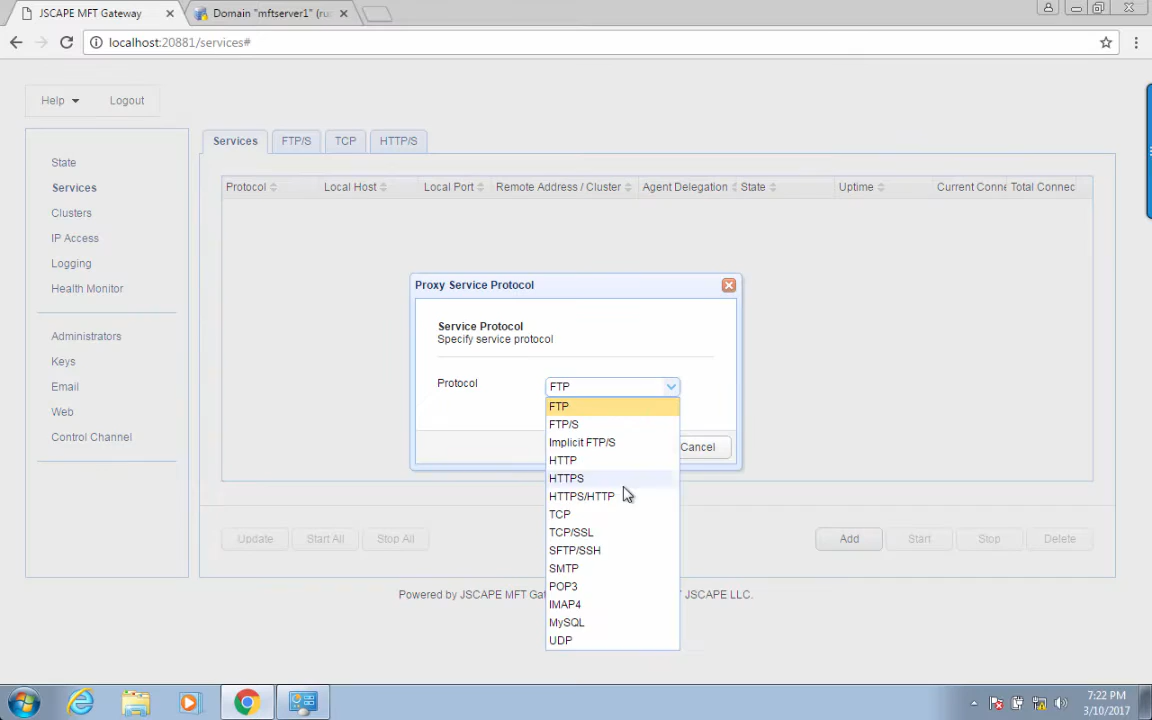 JSCAPE MFT Gateway
Domain "mftserver1" (ru
localhost:20881/services#
Help
Logout
State
Services
Clusters
IP Access
Logging
Health Monitor
Administrators
Keys
Email
Web
Control Channel
Services
FTP/S
TCP
HTTP/S
Protocol
Local Host
Local Port
Remote Address / Cluster
Agent Delegation
State
Uptime
Current Conne
Total Connec
Proxy Service Protocol
Service Protocol
Specify service protocol
Protocol
FTP
FTP
FTP/S
Implicit FTP/S
HTTP
HTTPS
HTTPS/HTTP
TCP
TCP/SSL
SFTP/SSH
SMTP
POP3
IMAP4
MySQL
UDP
Cancel
Update
Start All
Stop All
Add
Start
Stop
Delete
Powered by JSCAPE MFT Gat
JSCAPE LLC.
7:22 PM
3/10/2017